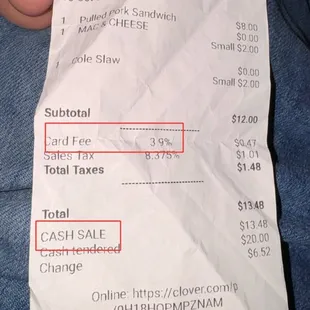 1 Pulled Pork Sandwich $8.00
1 MAC & CHEESE $0.00
Small $2.00
1 Cole Slaw $0.00
Small $2.00
Subtotal $12.00
Card Fee 3.9% $0.47
Sales Tax 8.375% $1.01
Total Taxes $1.48
Total $13.48
CASH SALE $13.48
Cash tendered $20.00
Change $6.52
Online: https://clover.com/p
/0H18HQPMPZNAM